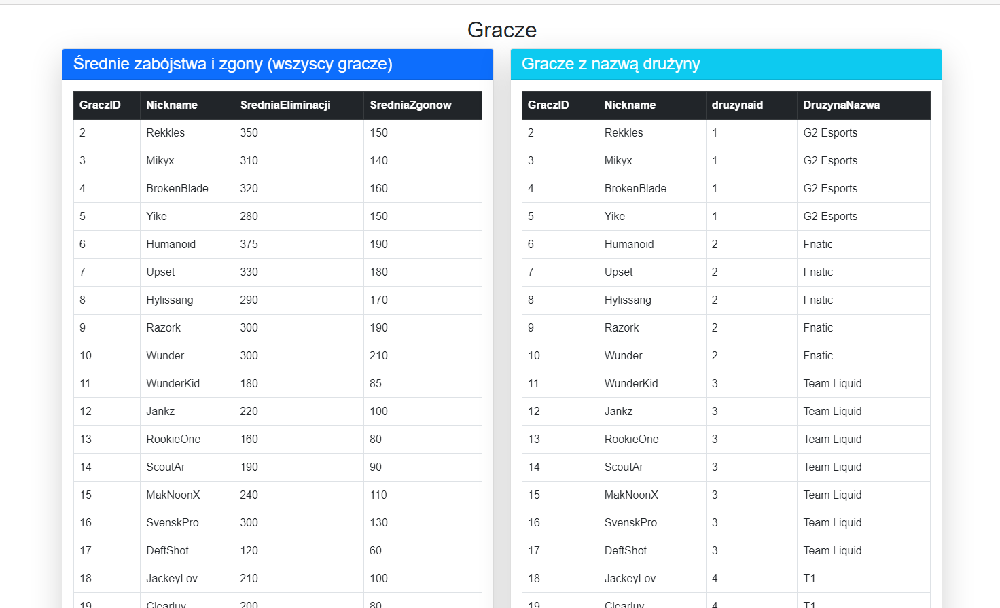 Gracze
Średnie zabójstwa i zgony (wszyscy gracze)
GraczID Nickname SredniaEliminacji SredniaZgonow
2 Rekkles 350 150
3 Mikyx 310 140
4 BrokenBlade 320 160
5 Yike 280 150
6 Humanoid 375 190
7 Upset 330 180
8 Hylissang 290 170
9 Razork 300 190
10 Wunder 300 210
11 WunderKid 180 85
12 Jankz 220 100
13 RookieOne 160 80
14 ScoutAr 190 90
15 MakNoonX 240 110
16 SvenskPro 300 130
17 DeftShot 120 60
18 JackeyLov 210 100
19 Clearluv 200 80
Gracze z nazwą drużyny
GraczID Nickname druzynaid DruzynaNazwa
2 Rekkles 1 G2 Esports
3 Mikyx 1 G2 Esports
4 BrokenBlade 1 G2 Esports
5 Yike 1 G2 Esports
6 Humanoid 2 Fnatic
7 Upset 2 Fnatic
8 Hylissang 2 Fnatic
9 Razork 2 Fnatic
10 Wunder 2 Fnatic
11 WunderKid 3 Team Liquid
12 Jankz 3 Team Liquid
13 RookieOne 3 Team Liquid
14 ScoutAr 3 Team Liquid
15 MakNoonX 3 Team Liquid
16 SvenskPro 3 Team Liquid
17 DeftShot 3 Team Liquid
18 JackeyLov 4 T1
19 Clearluv 4 T1